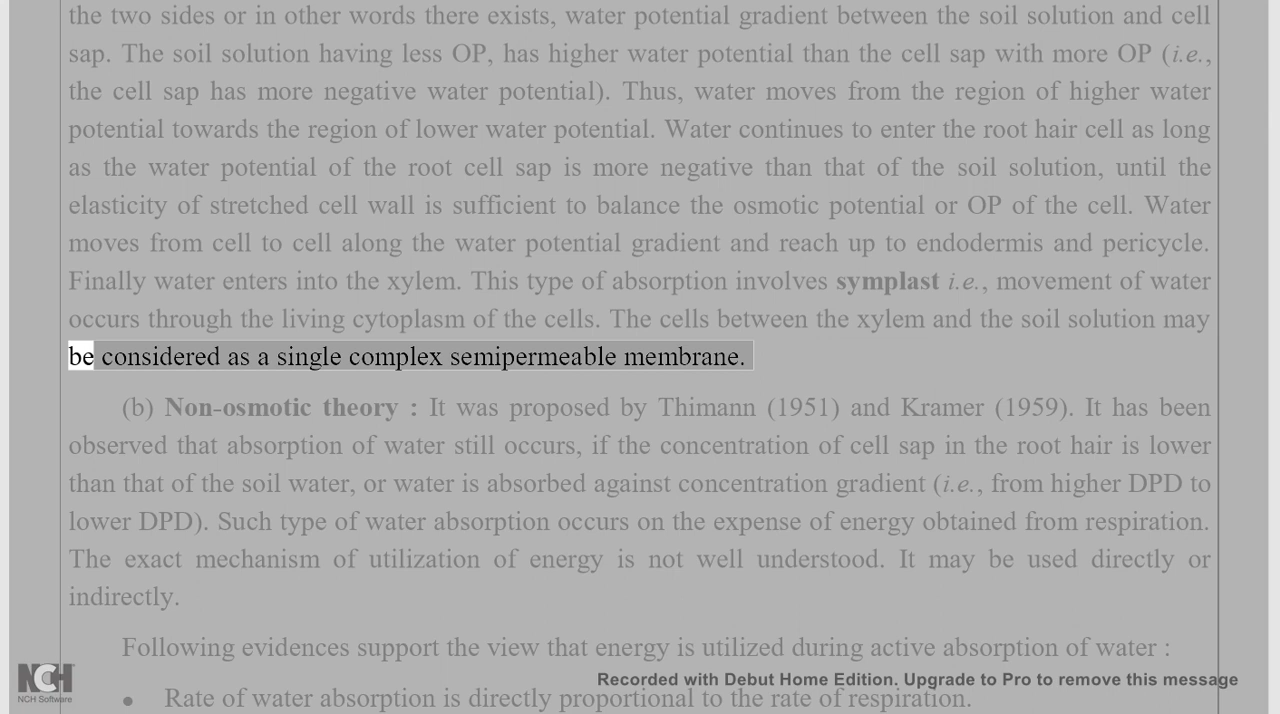 the two sides or in other words there exists, water potential gradient between the soil solution and cell
sap. The soil solution having less OP, has higher water potential than the cell sap with more OP (i.e.,
the cell sap has more negative water potential). Thus, water moves from the region of higher water
potential towards the region of lower water potential. Water continues to enter the root hair cell as long
as the water potential of the root cell sap is more negative than that of the soil solution, until the
elasticity of stretched cell wall is sufficient to balance the osmotic potential or OP of the cell. Water
moves from cell to cell along the water potential gradient and reach up to endodermis and pericycle.
Finally water enters into the xylem. This type of absorption involves symplast i.e., movement of water
occurs through the living cytoplasm of the cells. The cells between the xylem and the soil solution may
be considered as a single complex semipermeable membrane.
(b) Non-osmotic theory : It was proposed by Thimann (1951) and Kramer (1959). It has been
observed that absorption of water still occurs, if the concentration of cell sap in the root hair is lower
than that of the soil water, or water is absorbed against concentration gradient (i.e., from higher DPD to
lower DPD). Such type of water absorption occurs on the expense of energy obtained from respiration.
The exact mechanism of utilization of energy is not well understood. It may be used directly or
indirectly.
Following evidences support the view that energy is utilized during active absorption of water :
• Rate of water absorption is directly proportional to the rate of respiration.
NCH
NCH Software
Recorded with Debut Home Edition. Upgrade to Pro to remove this message